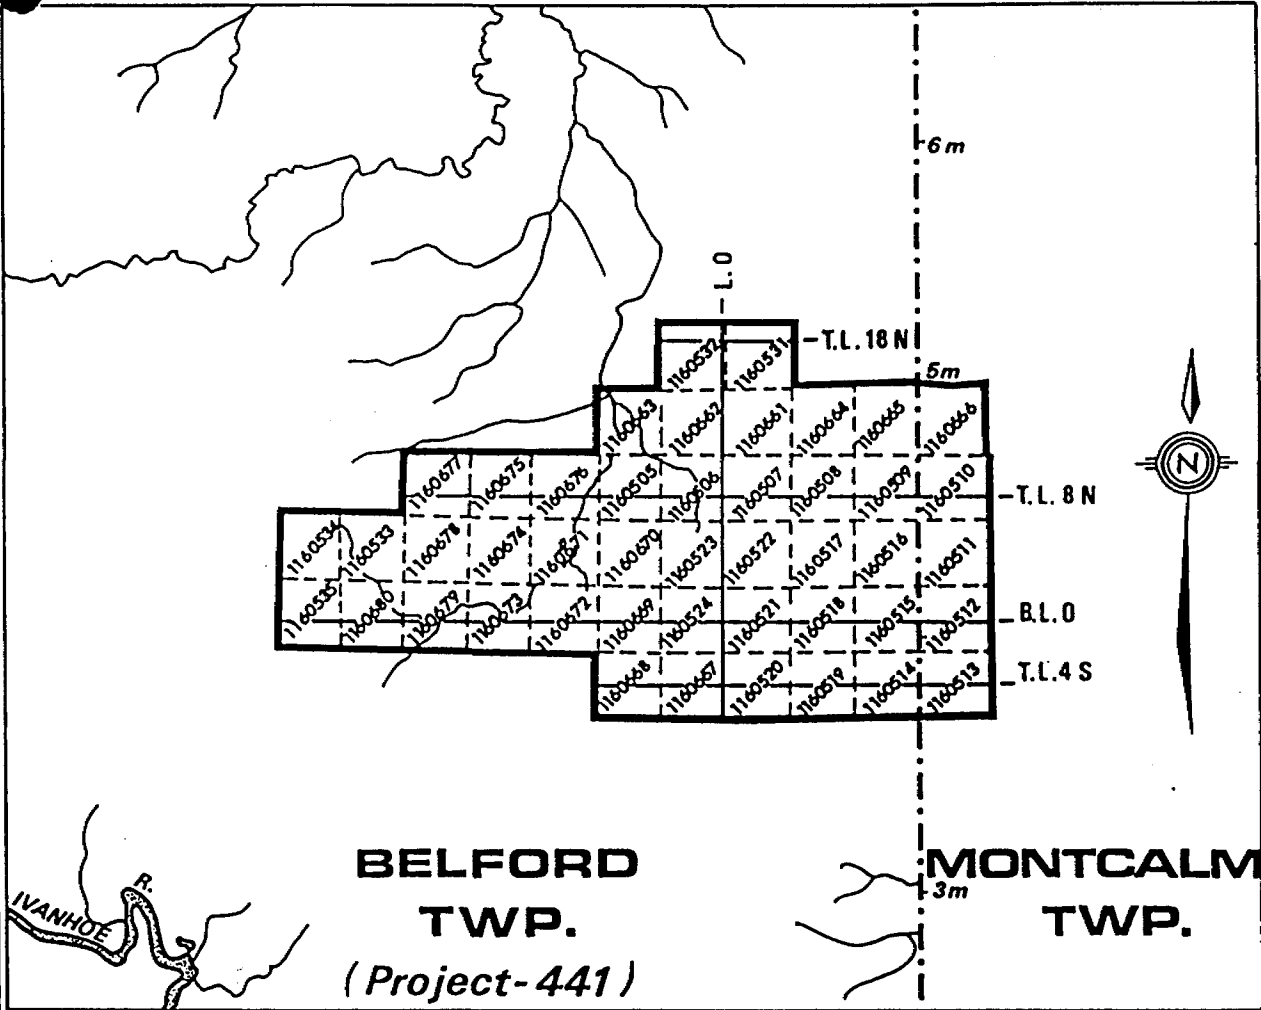 6m
L.O
T.L. 18 N
1160532 1160531
5m
1160663 1160662 1160661 1160664 1160665 1160666
N
1160677 1160675 1160676 1160505 1160506 1160507 1160508 1160509 1160510
T.L. 8 N
1160534 1160533 1160678 1160674 1160671 1160670 1160523 1160522 1160517 1160516 1160511
1160535 1160680 1160679 1160673 1160672 1160669 1160524 1160521 1160518 1160515 1160512
B.L.O
1160668 1160667 1160520 1160519 1160514 1160513
T.L. 4 S
BELFORD
TWP.
(Project-441)
MONTCALM
TWP.
3m
IVANHOE R.